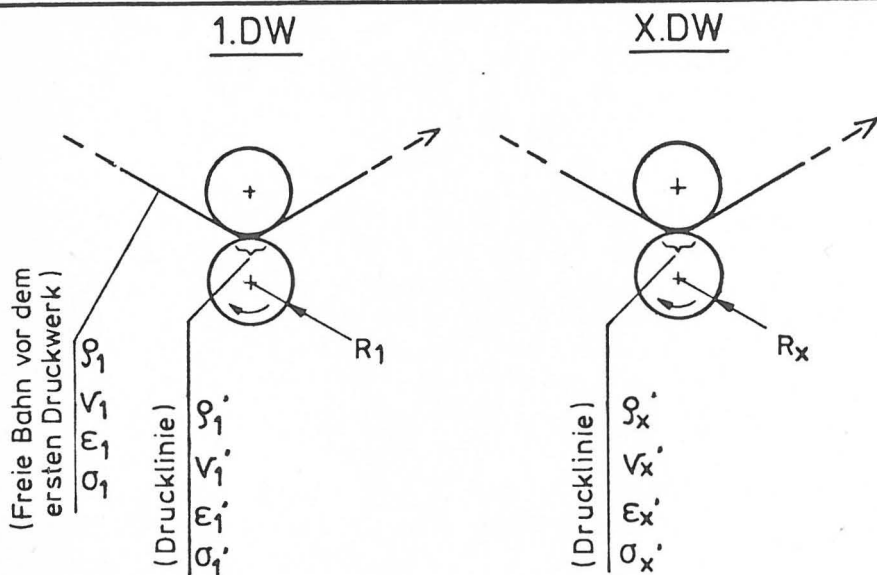 1.DW
X.DW
(Freie Bahn vor dem
ersten Druckwerk)
ρ₁
v₁
ε₁
σ₁
(Drucklinie)
ρ₁'
v₁'
ε₁'
σ₁'
R₁
(Drucklinie)
ρₓ'
vₓ'
εₓ'
σₓ'
Rₓ